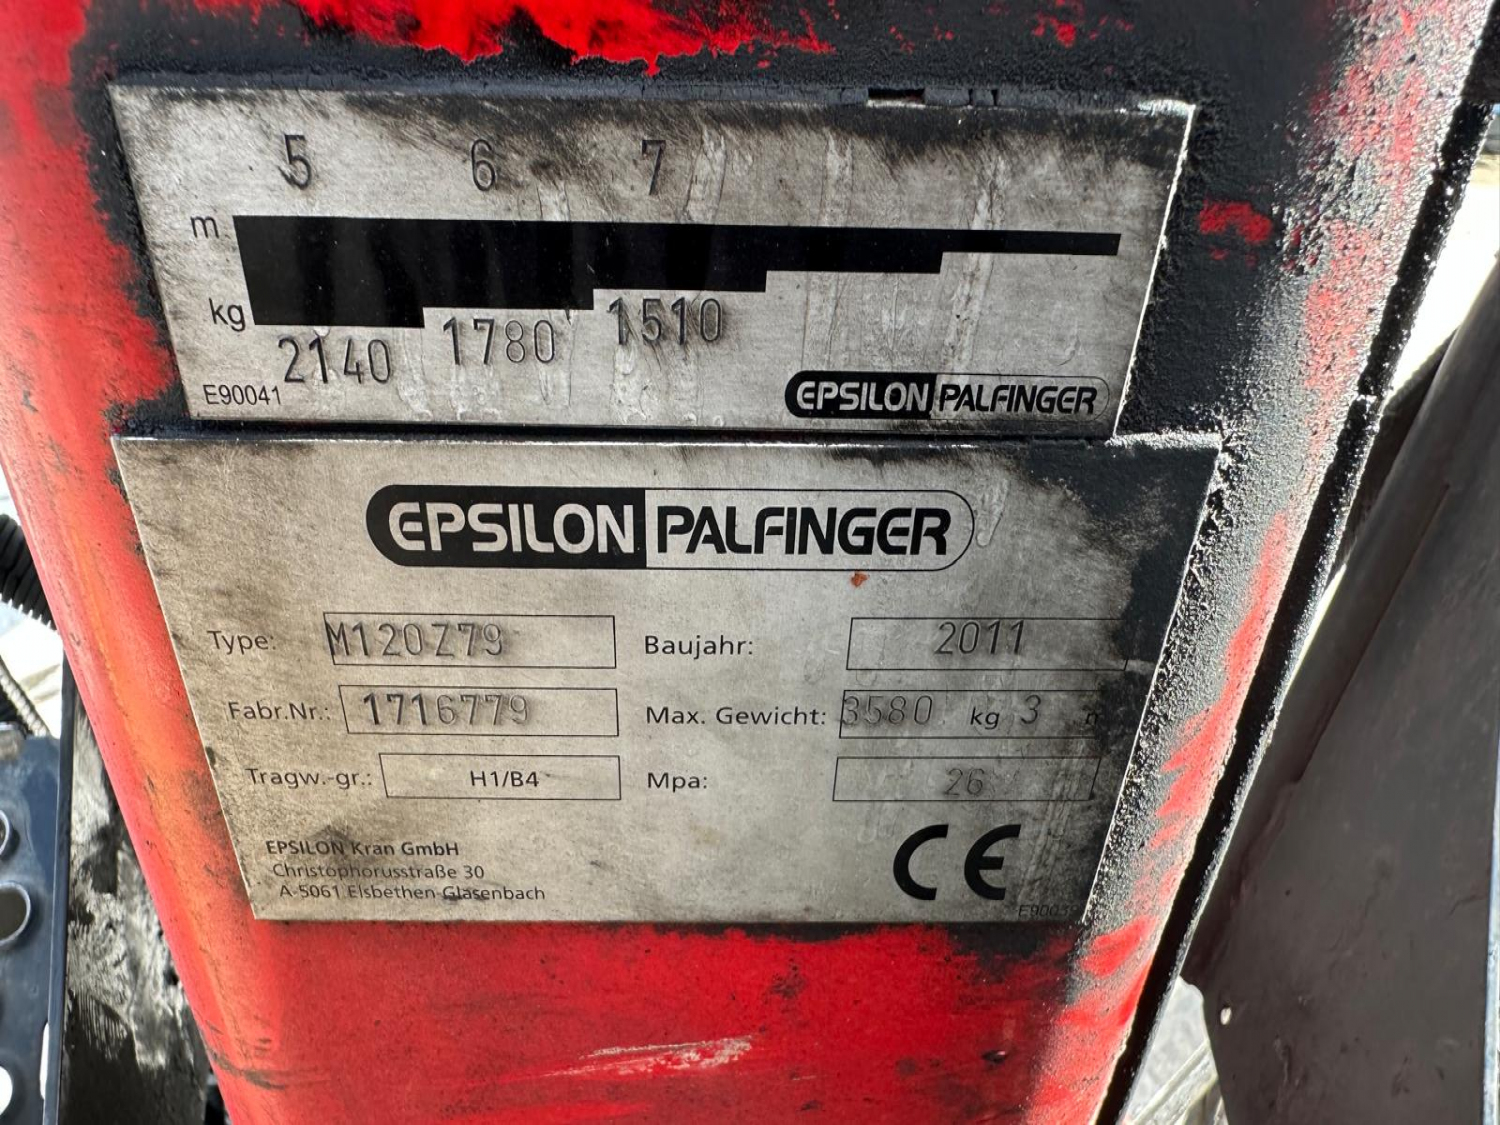 5 6 7
m
kg
2140 1780 1510
E90041
EPSILON PALFINGER
EPSILON PALFINGER
Type: M120Z79 Baujahr: 2011
Fabr.Nr.: 1716779 Max. Gewicht: 3580 kg 3 m
Tragw.-gr.: H1/B4 Mpa: 26
EPSILON Kran GmbH
Christophorusstraße 30
A-5061 Elsbethen-Glasenbach
CE